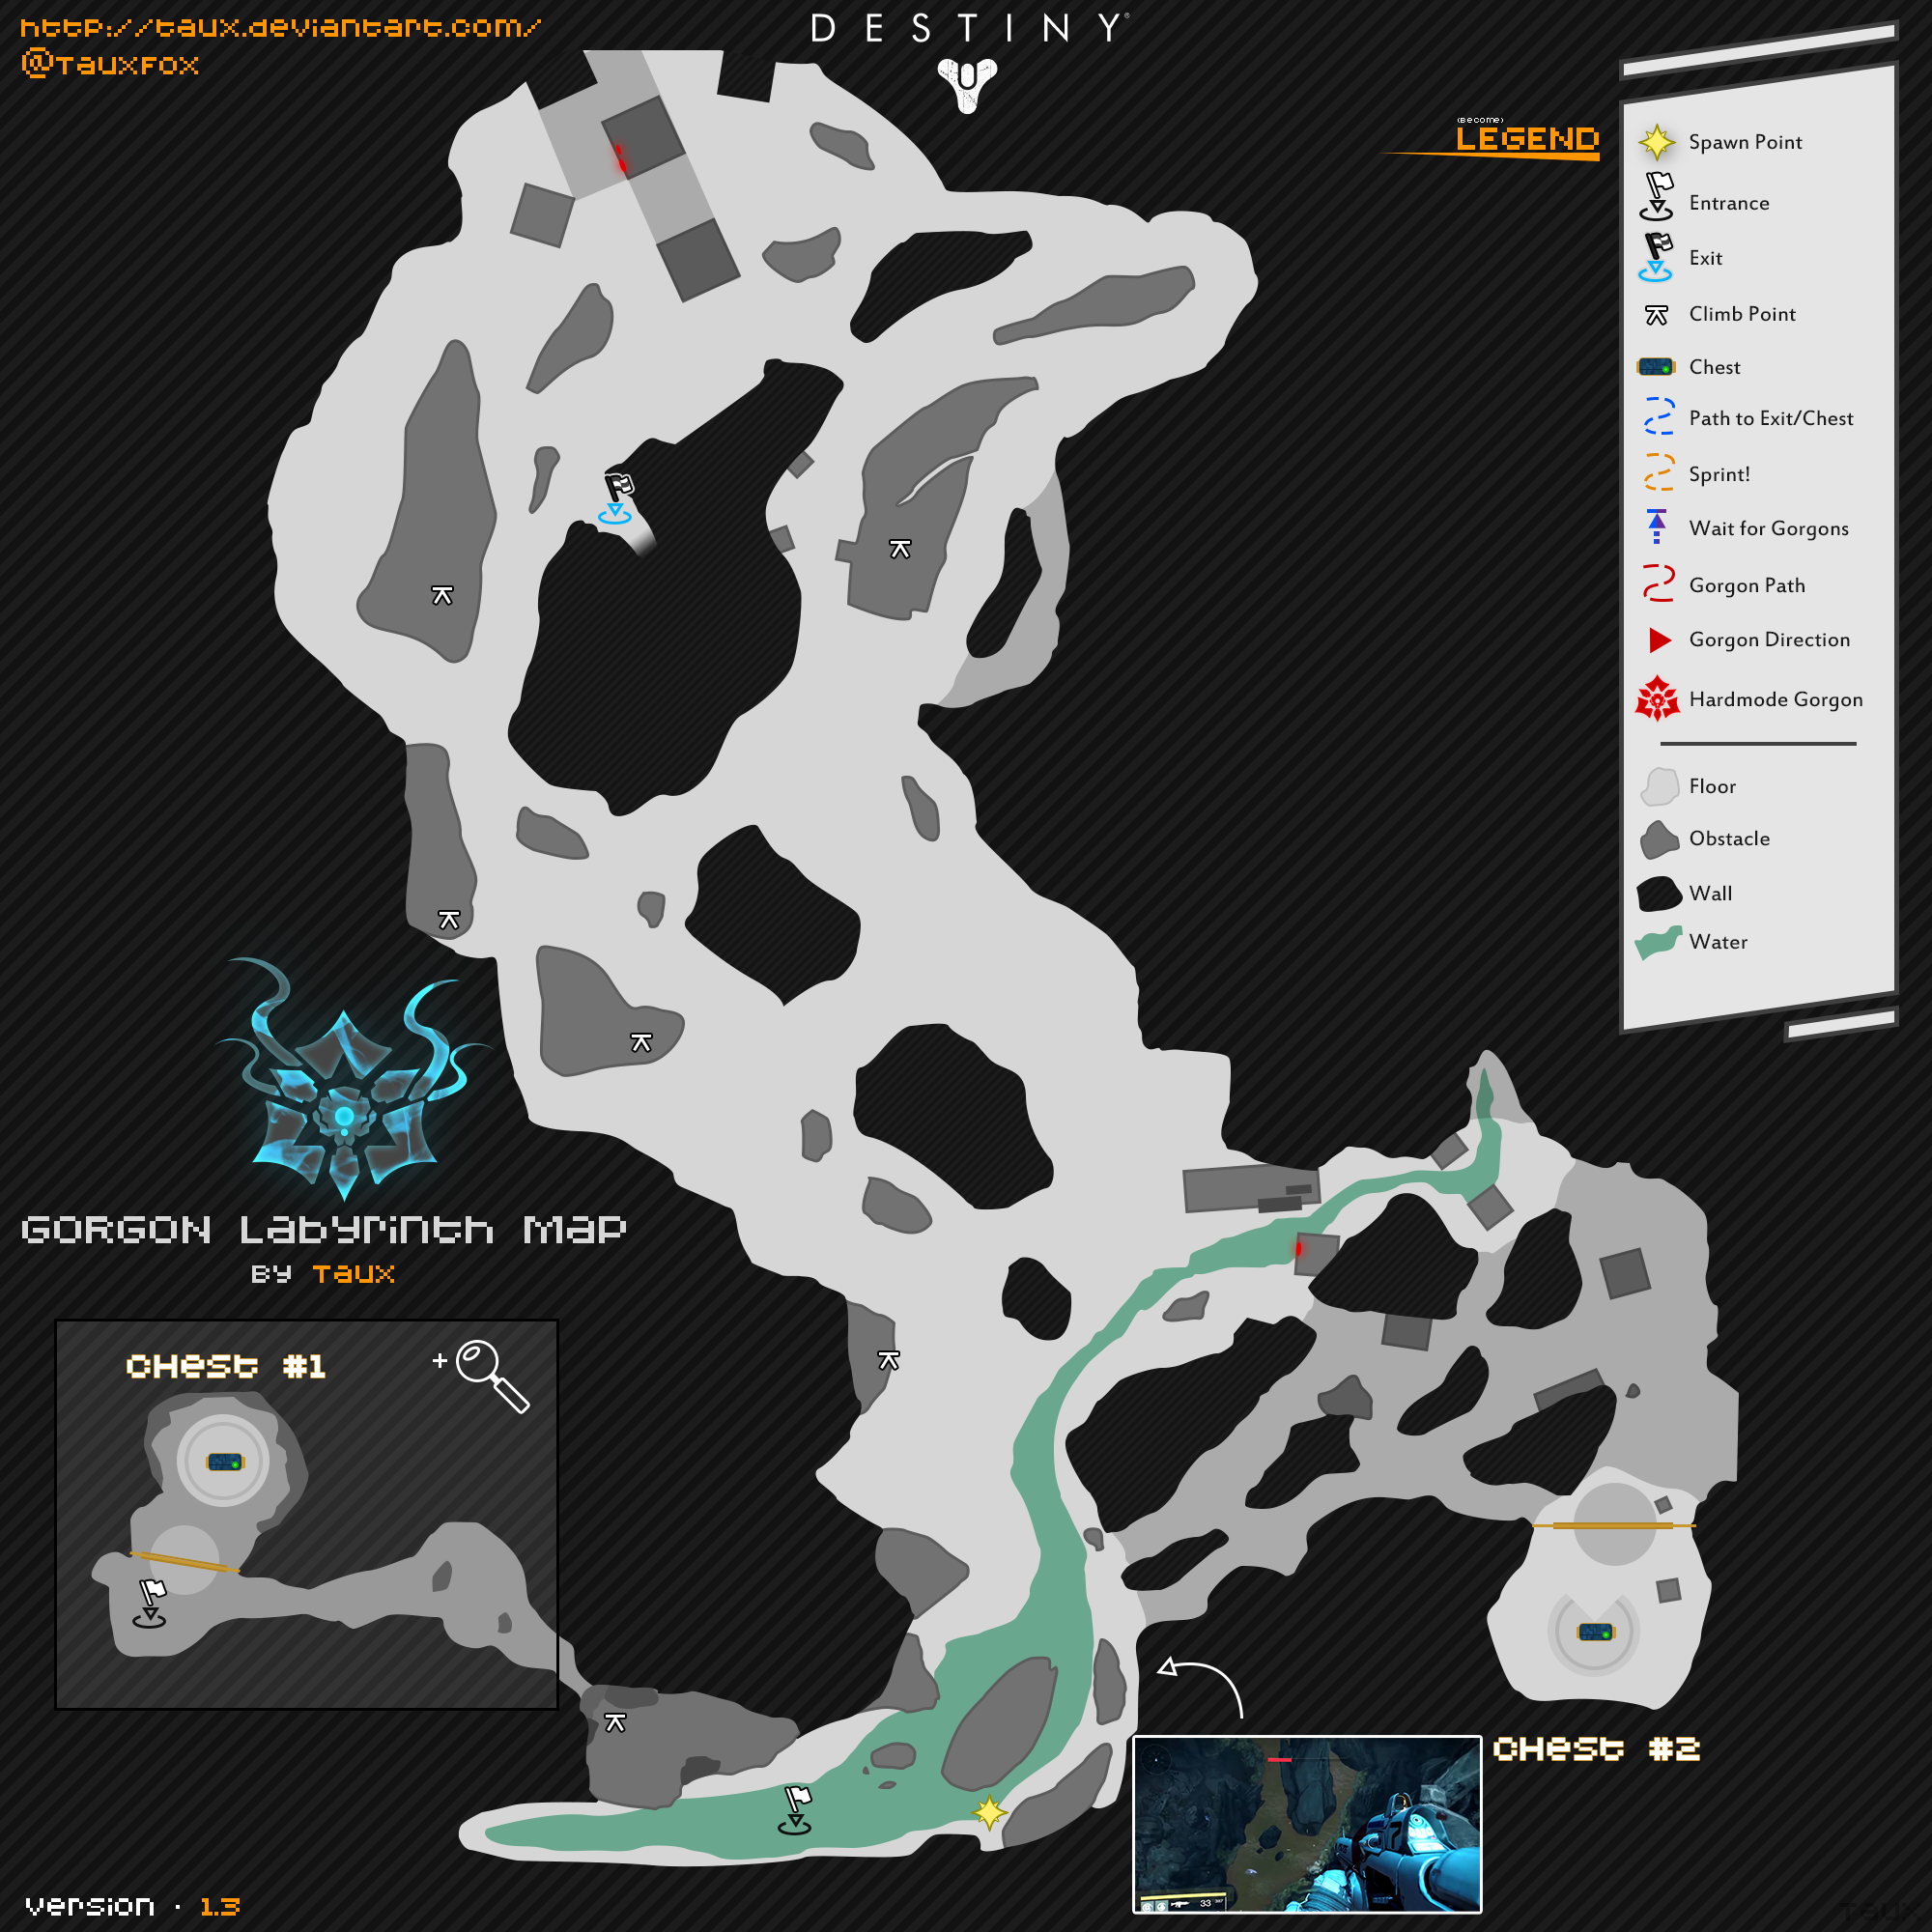 http://taux.deviantart.com/
@TauxFox
DESTINY
(Become)
LEGEND
Spawn Point
Entrance
Exit
Climb Point
Chest
Path to Exit/Chest
Sprint!
Wait for Gorgons
Gorgon Path
Gorgon Direction
Hardmode Gorgon
Floor
Obstacle
Wall
Water
GORGON Labyrinth Map
BY Taux
Chest #1
+
Chest #2
33
version · 1.3